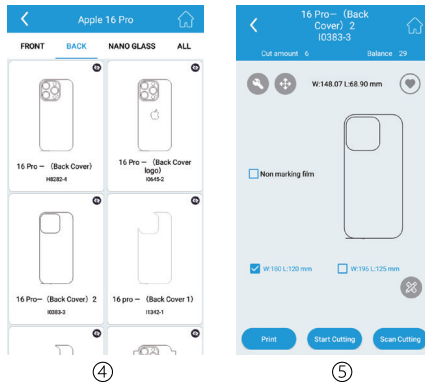 Apple 16 Pro
FRONT BACK NANO GLASS ALL
16 Pro — （Back Cover)
H8282-4
16 Pro — （Back Cover logo)
I0645-2
16 Pro— （Back Cover) 2
I0383-3
16 pro — （Back Cover 1)
I1342-1
④
16 Pro—（Back Cover）2
I0383-3
Cut amount 6 Balance 29
W:148.07 L:68.90 mm
Non marking film
W:180 L:120 mm W:195 L:125 mm
Print Start Cutting Scan Cutting
⑤